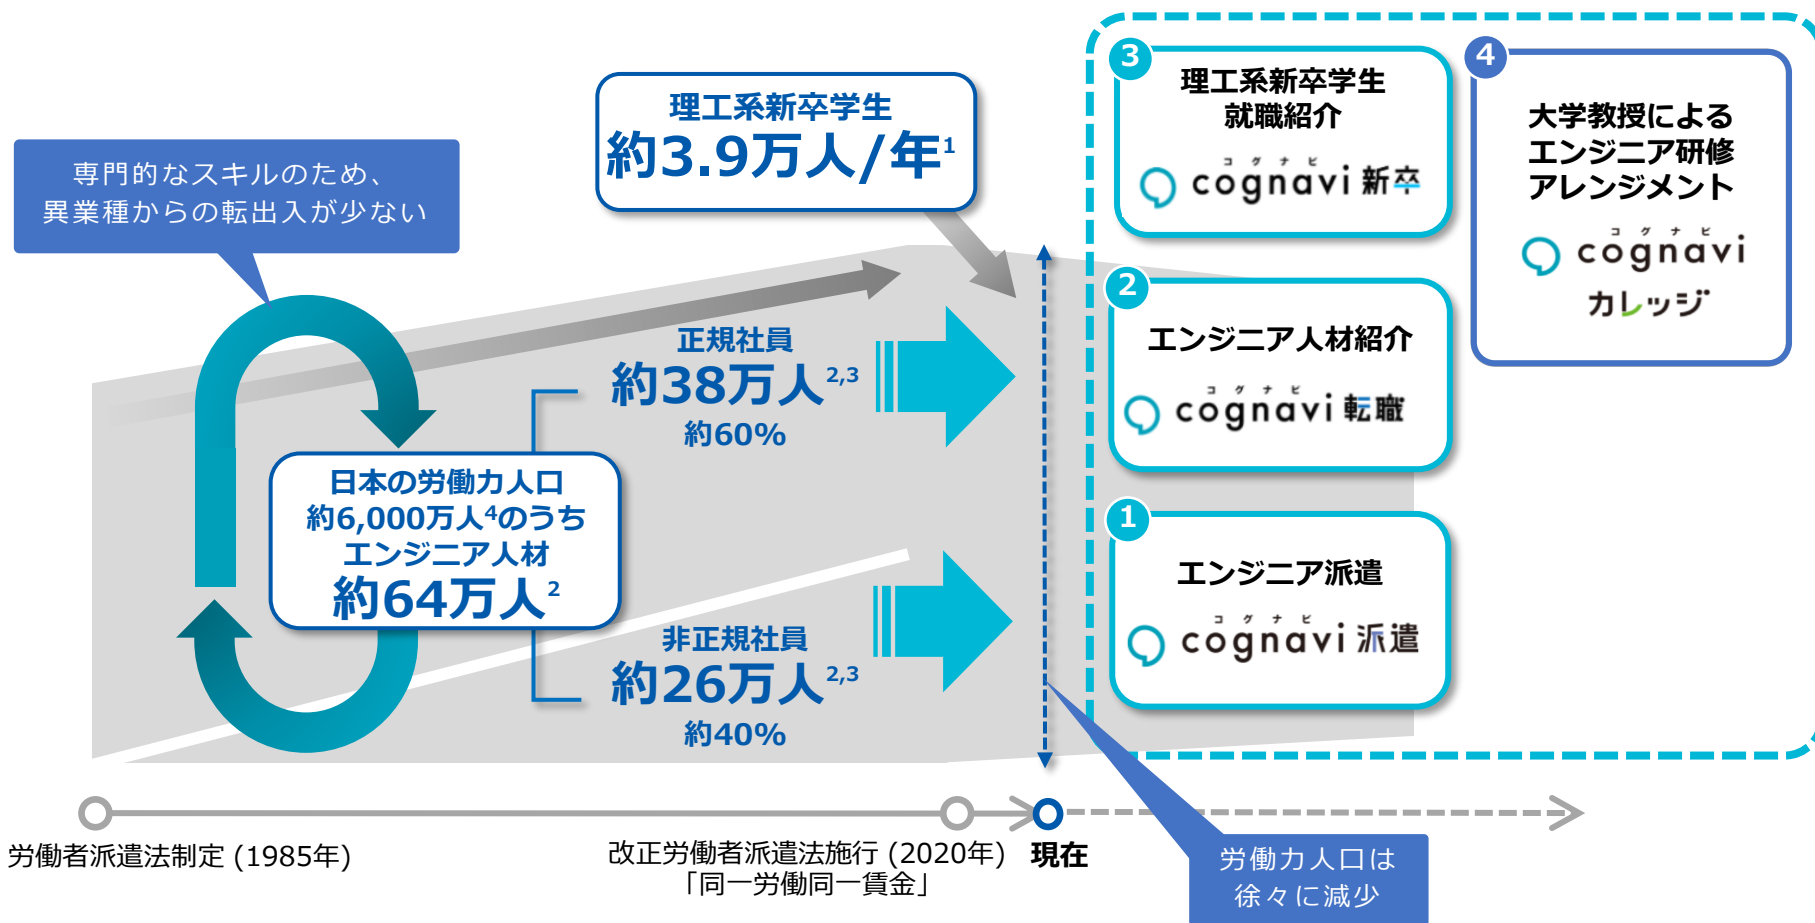 専門的なスキルのため、
異業種からの転出入が少ない
理工系新卒学生
約3.9万人/年1
日本の労働力人口
約6,000万人4のうち
エンジニア人材
約64万人2
正規社員
約38万人2,3
約60%
非正規社員
約26万人2,3
約40%
3
理工系新卒学生
就職紹介
コグナビ
cognavi 新卒
2
エンジニア人材紹介
コグナビ
cognavi 転職
1
エンジニア派遣
コグナビ
cognavi 派遣
4
大学教授による
エンジニア研修
アレンジメント
コグナビ
cognavi
カレッジ
労働者派遣法制定 (1985年)
改正労働者派遣法施行 (2020年)
「同一労働同一賃金」
現在
労働力人口は
徐々に減少